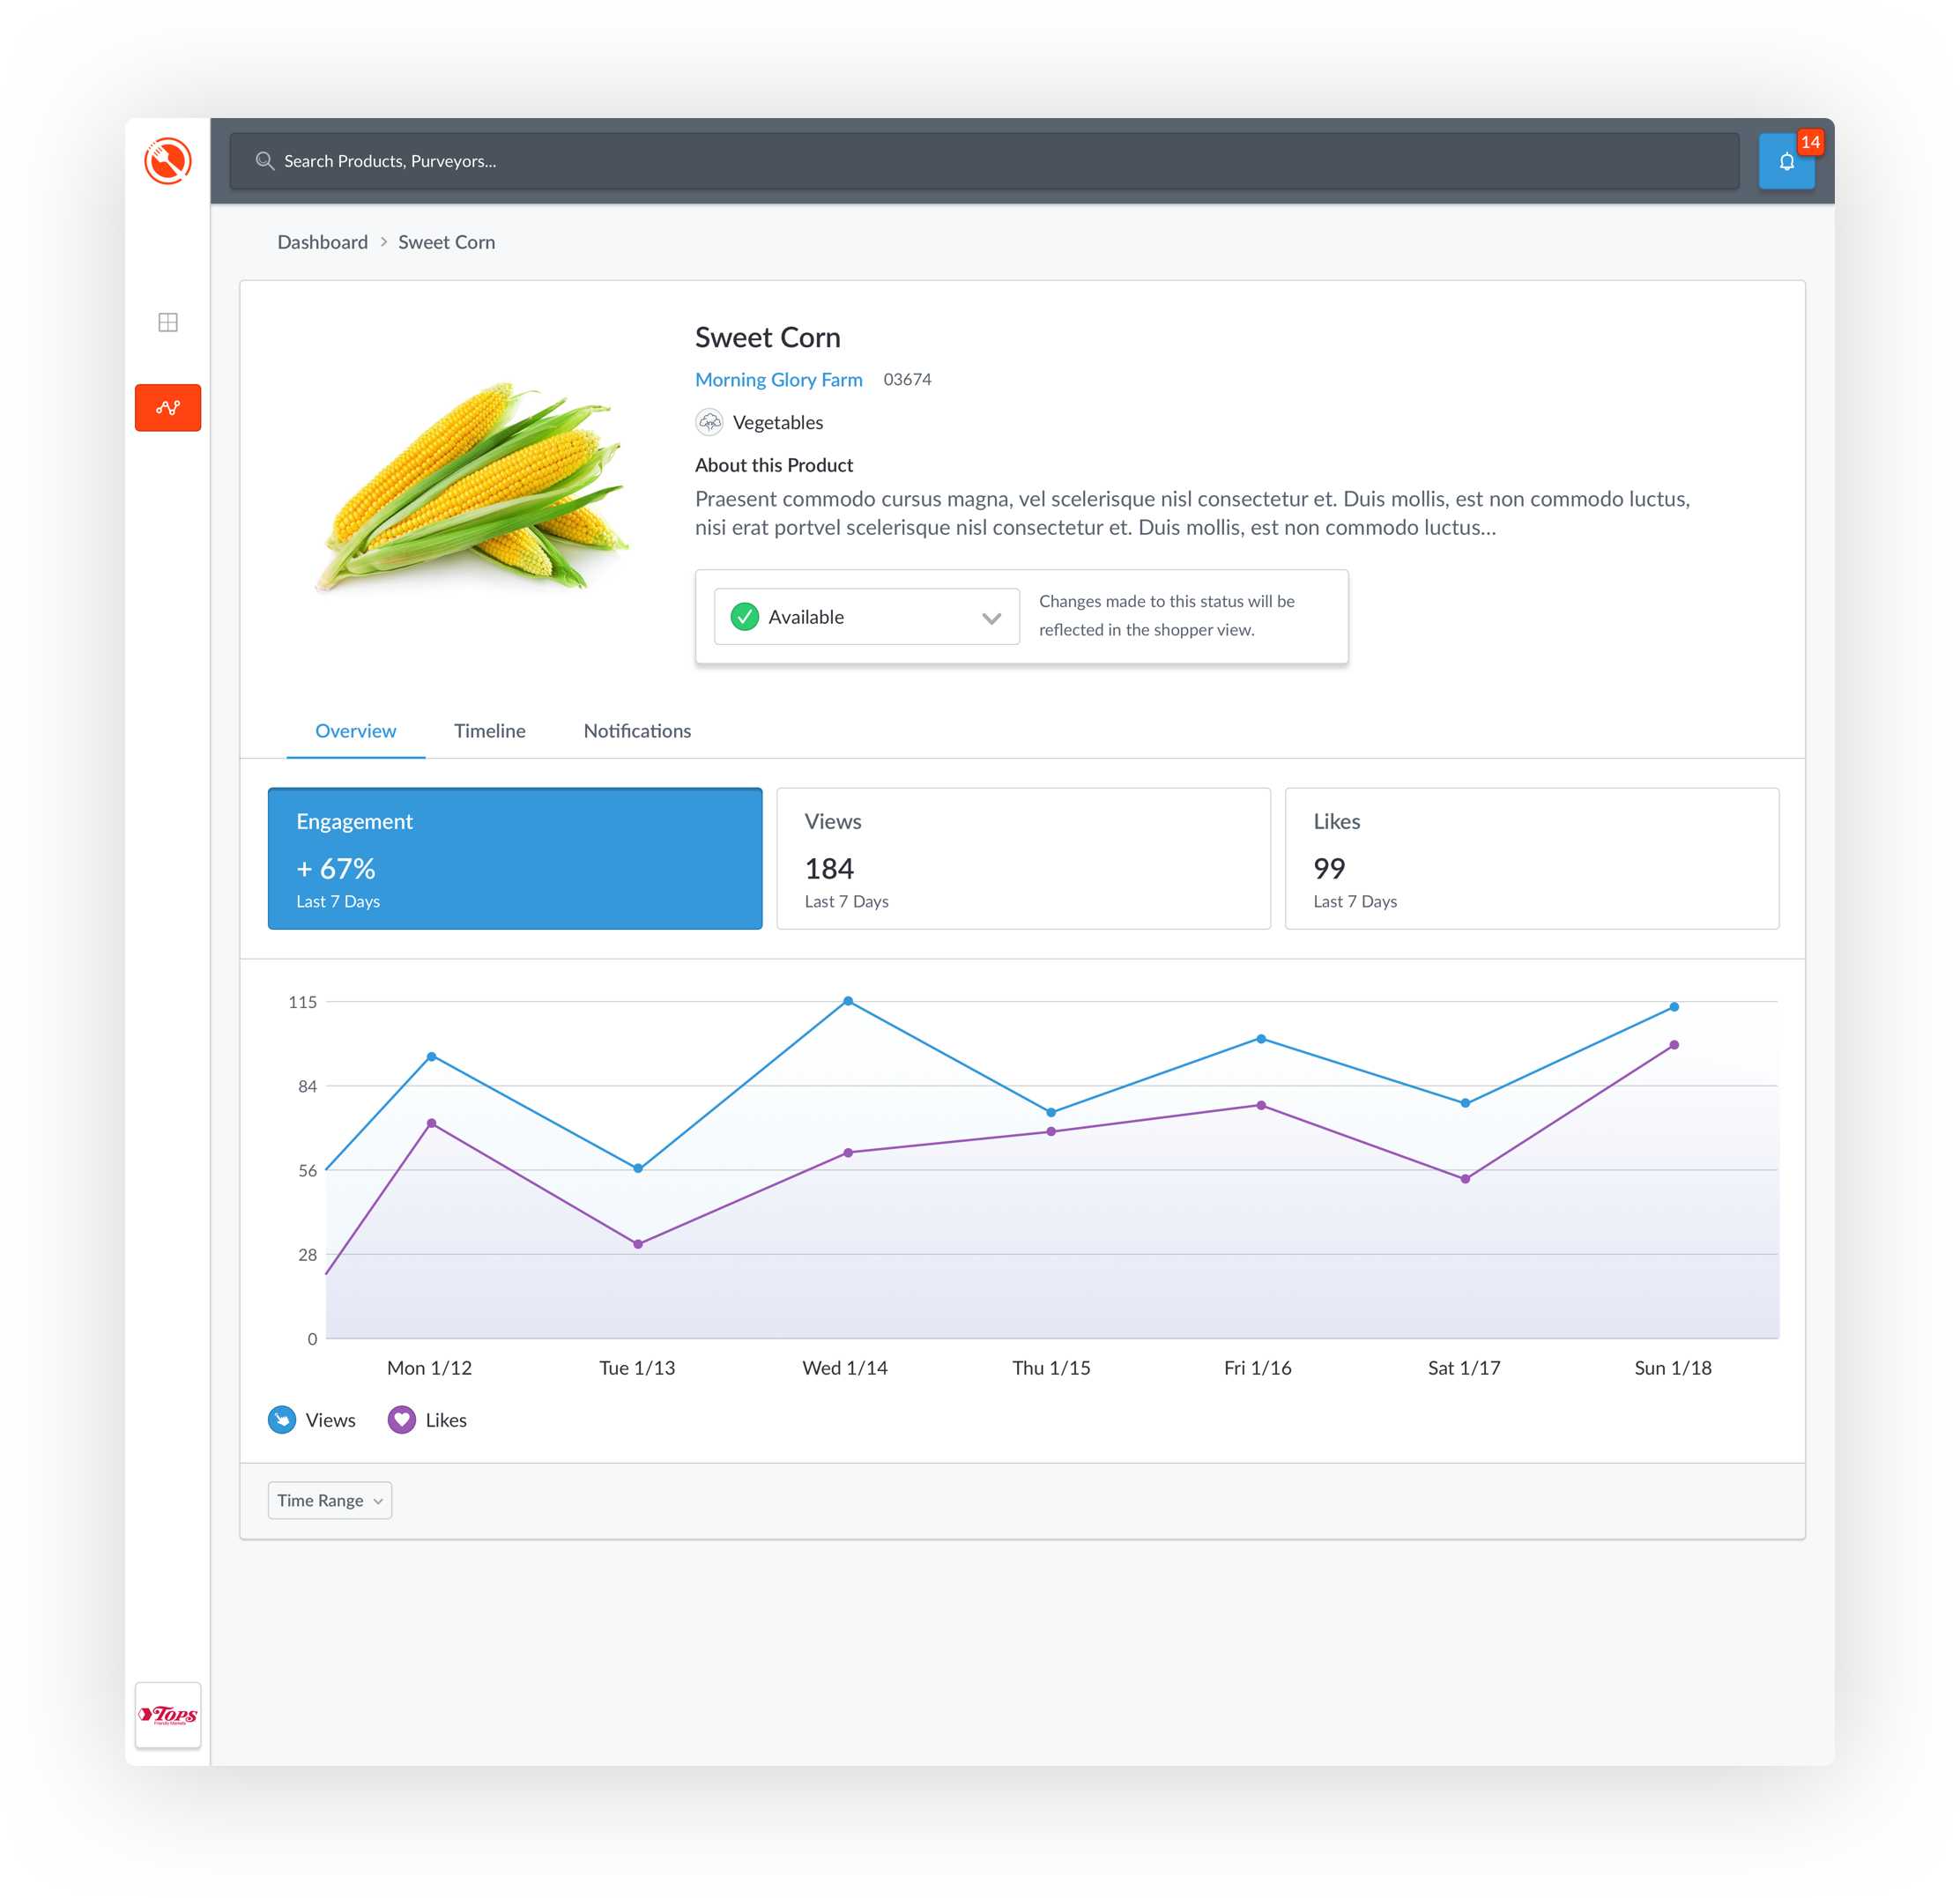 Search Products, Purveyors...
14
Dashboard > Sweet Corn
Sweet Corn
Morning Glory Farm 03674
Vegetables
About this Product
Praesent commodo cursus magna, vel scelerisque nisl consectetur et. Duis mollis, est non commodo luctus,
nisi erat portvel scelerisque nisl consectetur et. Duis mollis, est non commodo luctus...
Available
Changes made to this status will be
reflected in the shopper view.
Overview Timeline Notifications
Engagement
+ 67%
Last 7 Days
Views
184
Last 7 Days
Likes
99
Last 7 Days
115
84
56
28
0
Mon 1/12 Tue 1/13 Wed 1/14 Thu 1/15 Fri 1/16 Sat 1/17 Sun 1/18
Views Likes
Time Range
Tops
Friendly Markets